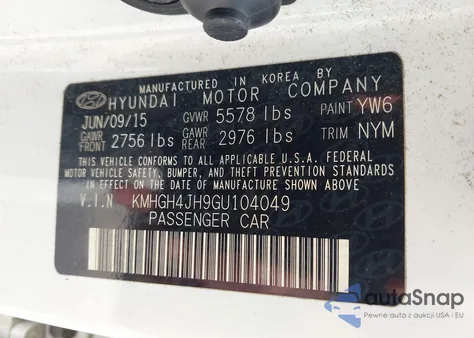 MANUFACTURED IN KOREA BY
HYUNDAI MOTOR COMPANY
JUN/09/15 GVWR 5578 lbs PAINT YW6
GAWR FRONT 2756 lbs GAWR REAR 2976 lbs TRIM NYM
THIS VEHICLE CONFORMS TO ALL APPLICABLE U.S.A. FEDERAL
MOTOR VEHICLE SAFETY, BUMPER, AND THEFT PREVENTION STANDARDS
IN EFFECT ON THE DATE OF MANUFACTURE SHOWN ABOVE.
V.I.N KMHGH4JH9GU104049
PASSENGER CAR
autaSnap
Pewne auta z aukcji USA i EU